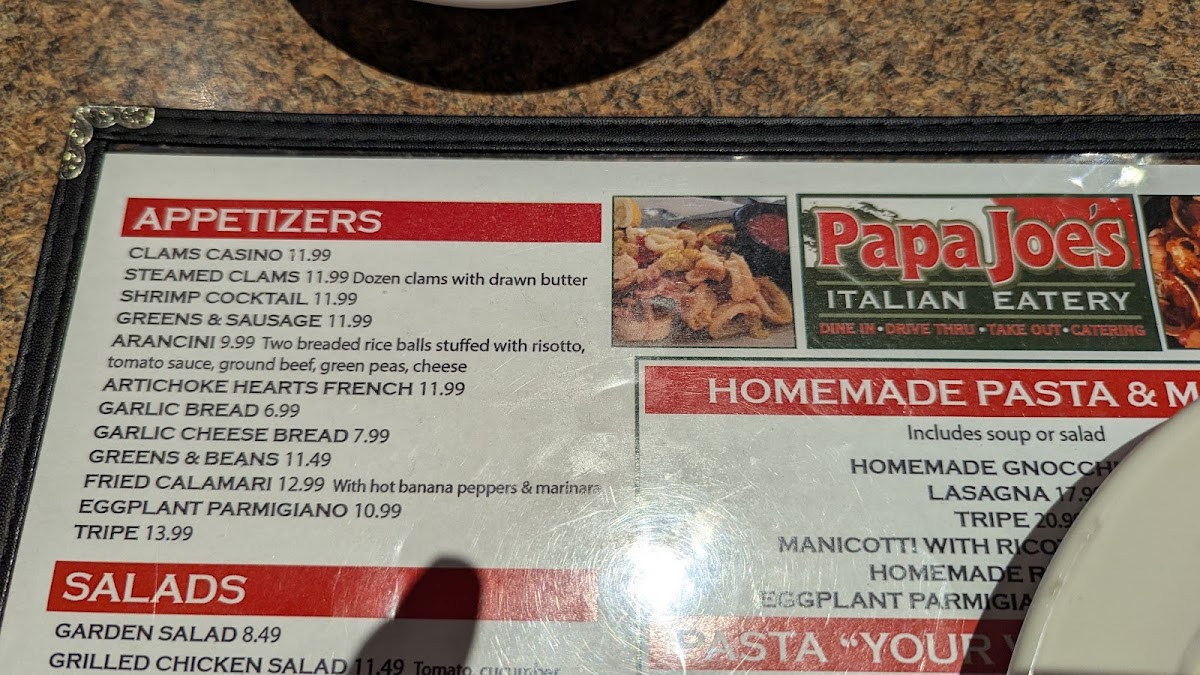 APPETIZERS
CLAMS CASINO 11.99
STEAMED CLAMS 11.99 Dozen clams with drawn butter
SHRIMP COCKTAIL 11.99
GREENS & SAUSAGE 11.99
ARANCINI 9.99 Two breaded rice balls stuffed with risotto,
tomato sauce, ground beef, green peas, cheese
ARTICHOKE HEARTS FRENCH 11.99
GARLIC BREAD 6.99
GARLIC CHEESE BREAD 7.99
GREENS & BEANS 11.49
FRIED CALAMARI 12.99 With hot banana peppers & marinara
EGGPLANT PARMIGIANO 10.99
TRIPE 13.99
SALADS
GARDEN SALAD 8.49
GRILLED CHICKEN SALAD 11.49 Tomato, cucumber
Papa Joe's
ITALIAN EATERY
DINE IN • DRIVE THRU • TAKE OUT • CATERING
HOMEMADE PASTA &
Includes soup or salad
HOMEMADE GNOCCHI
LASAGNA
TRIPE
MANICOTTI WITH
HOMEMADE
EGGPLANT
PASTA "YOUR